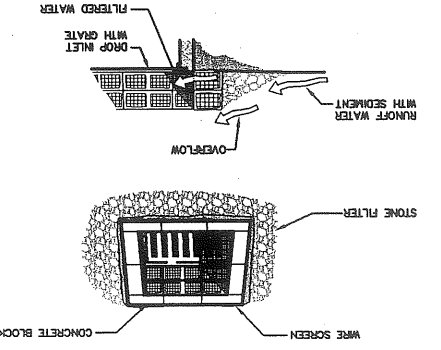 WIRE SCREEN
CONCRETE BLOCK
STONE FILTER
OVERFLOW
RUNOFF WATER
WITH SEDIMENT
DROP INLET
WITH GRATE
FILTERED WATER